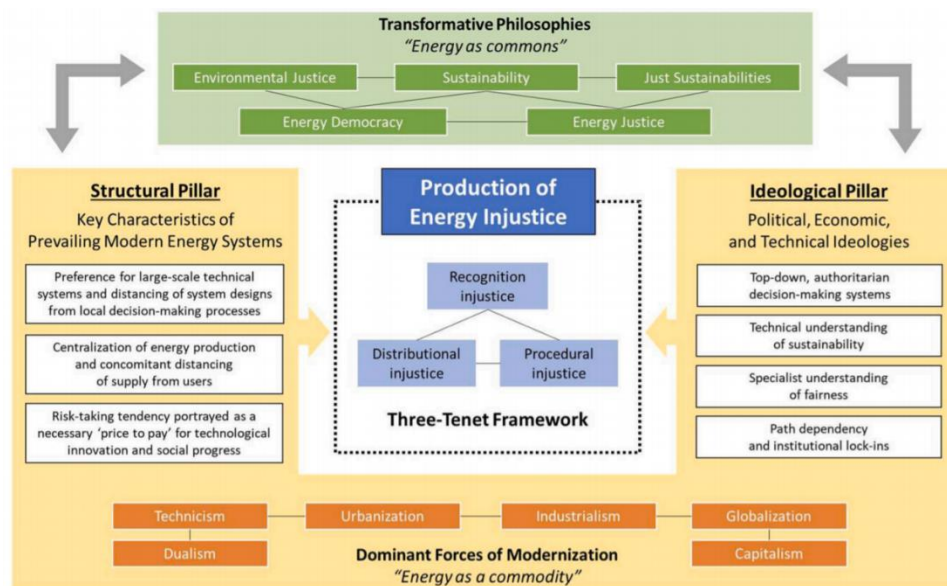 Transformative Philosophies
"Energy as commons"
Environmental Justice
Sustainability
Just Sustainabilities
Energy Democracy
Energy Justice
Structural Pillar
Key Characteristics of
Prevailing Modern Energy Systems
Preference for large-scale technical
systems and distancing of system designs
from local decision-making processes
Centralization of energy production
and concomitant distancing
of supply from users
Risk-taking tendency portrayed as a
necessary 'price to pay' for technological
innovation and social progress
Production of
Energy Injustice
Recognition
injustice
Distributional
injustice
Procedural
injustice
Three-Tenet Framework
Ideological Pillar
Political, Economic,
and Technical Ideologies
Top-down, authoritarian
decision-making systems
Technical understanding
of sustainability
Specialist understanding
of fairness
Path dependency
and institutional lock-ins
Technicism
Urbanization
Industrialism
Globalization
Dualism
Capitalism
Dominant Forces of Modernization
"Energy as a commodity"